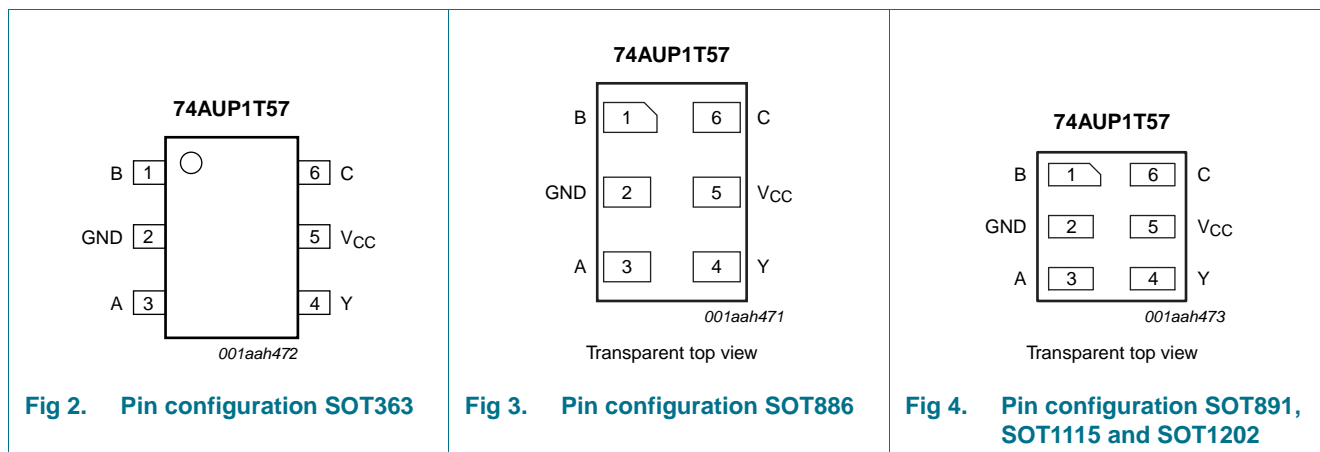 74AUP1T57
B 1 6 C
GND 2 5 VCC
A 3 4 Y
001aah472
Fig 2. Pin configuration SOT363
74AUP1T57
B 1 6 C
GND 2 5 VCC
A 3 4 Y
001aah471
Transparent top view
Fig 3. Pin configuration SOT886
74AUP1T57
B 1 6 C
GND 2 5 VCC
A 3 4 Y
001aah473
Transparent top view
Fig 4. Pin configuration SOT891,
SOT1115 and SOT1202